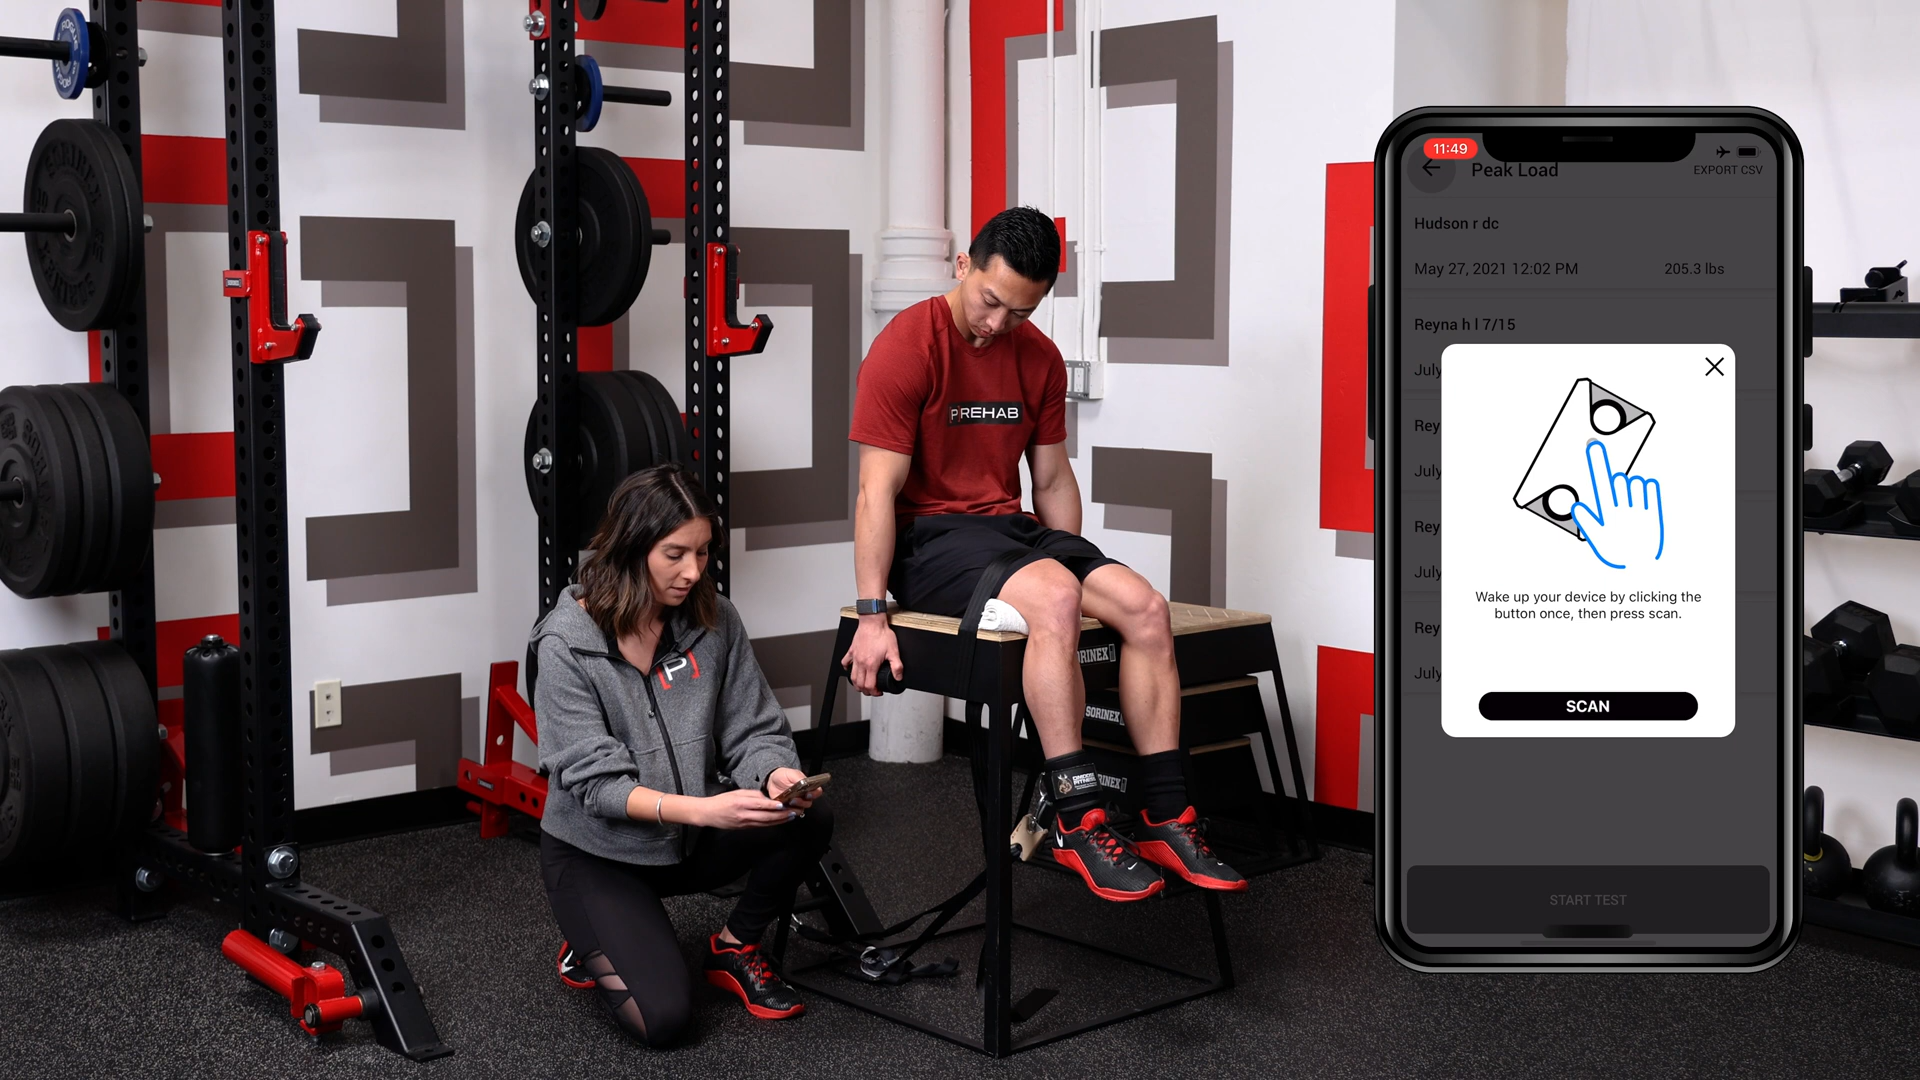 11:49
Peak Load
EXPORT CSV
Hudson r dc
May 27, 2021 12:02 PM 205.3 lbs
Reyna h l 7/15
July
Rey
July
Rey
July
Rey
July
Wake up your device by clicking the
button once, then press scan.
SCAN
START TEST
P REHAB
[P]
SORINEX
SORINEX
SORINEX